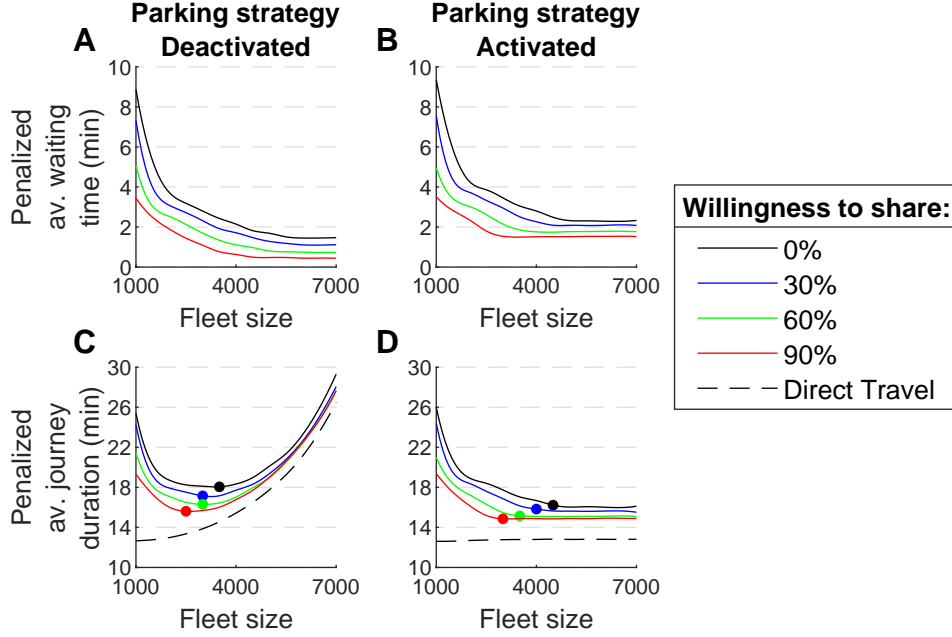 Parking strategy
Deactivated
Parking strategy
Activated
A
B
Penalized
av. waiting
time (min)
10
8
6
4
2
0
1000 4000 7000
Fleet size
10
8
6
4
2
0
1000 4000 7000
Fleet size
C
D
Penalized
av. journey
duration (min)
30
26
22
18
14
10
1000 4000 7000
Fleet size
30
26
22
18
14
10
1000 4000 7000
Fleet size
Willingness to share:
0%
30%
60%
90%
Direct Travel